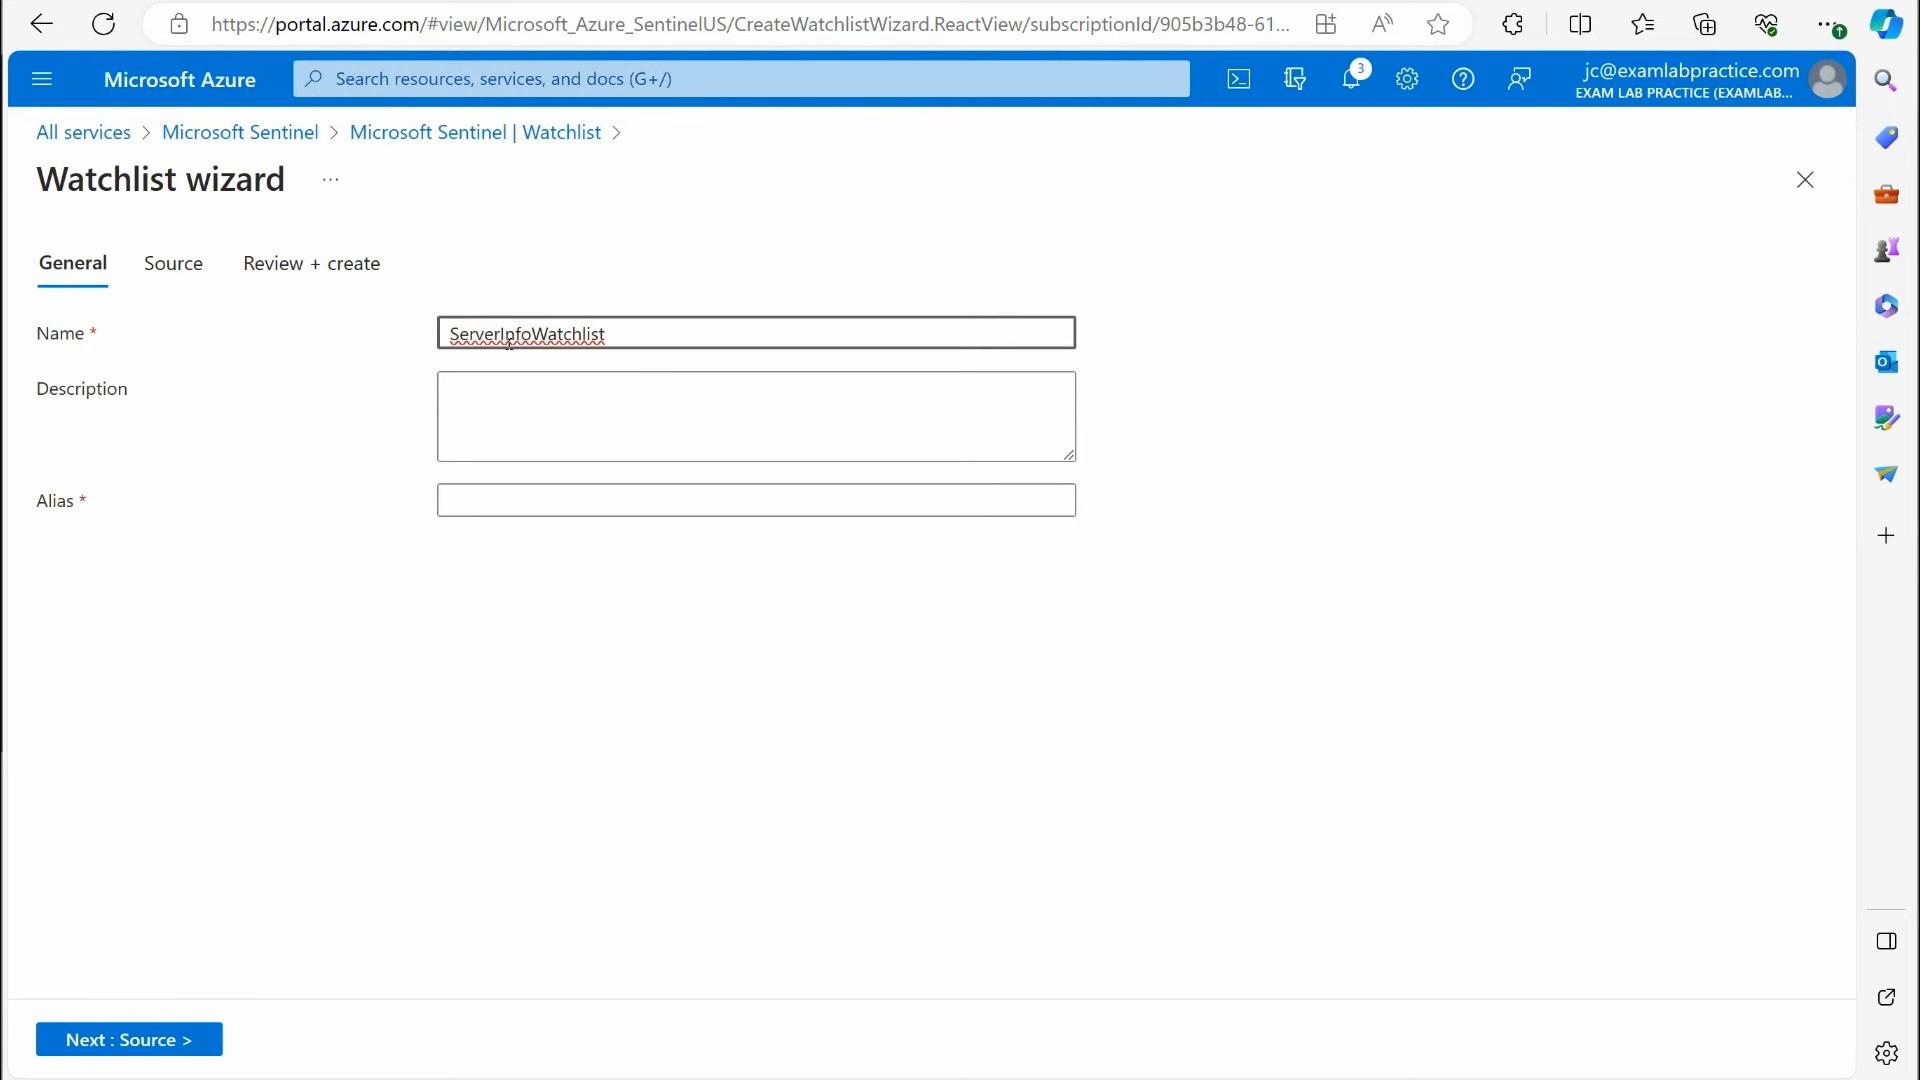 https://portal.azure.com/#view/Microsoft_Azure_SentinelUS/CreateWatchlistWizard.ReactView/subscriptionId/905b3b48-61...
Microsoft Azure
Search resources, services, and docs (G+/)
3
jc@examlabpractice.com
EXAM LAB PRACTICE (EXAMLAB...
All services > Microsoft Sentinel > Microsoft Sentinel | Watchlist >
Watchlist wizard ...
General Source Review + create
Name * ServerInfoWatchlist
Description
Alias *
Next : Source >